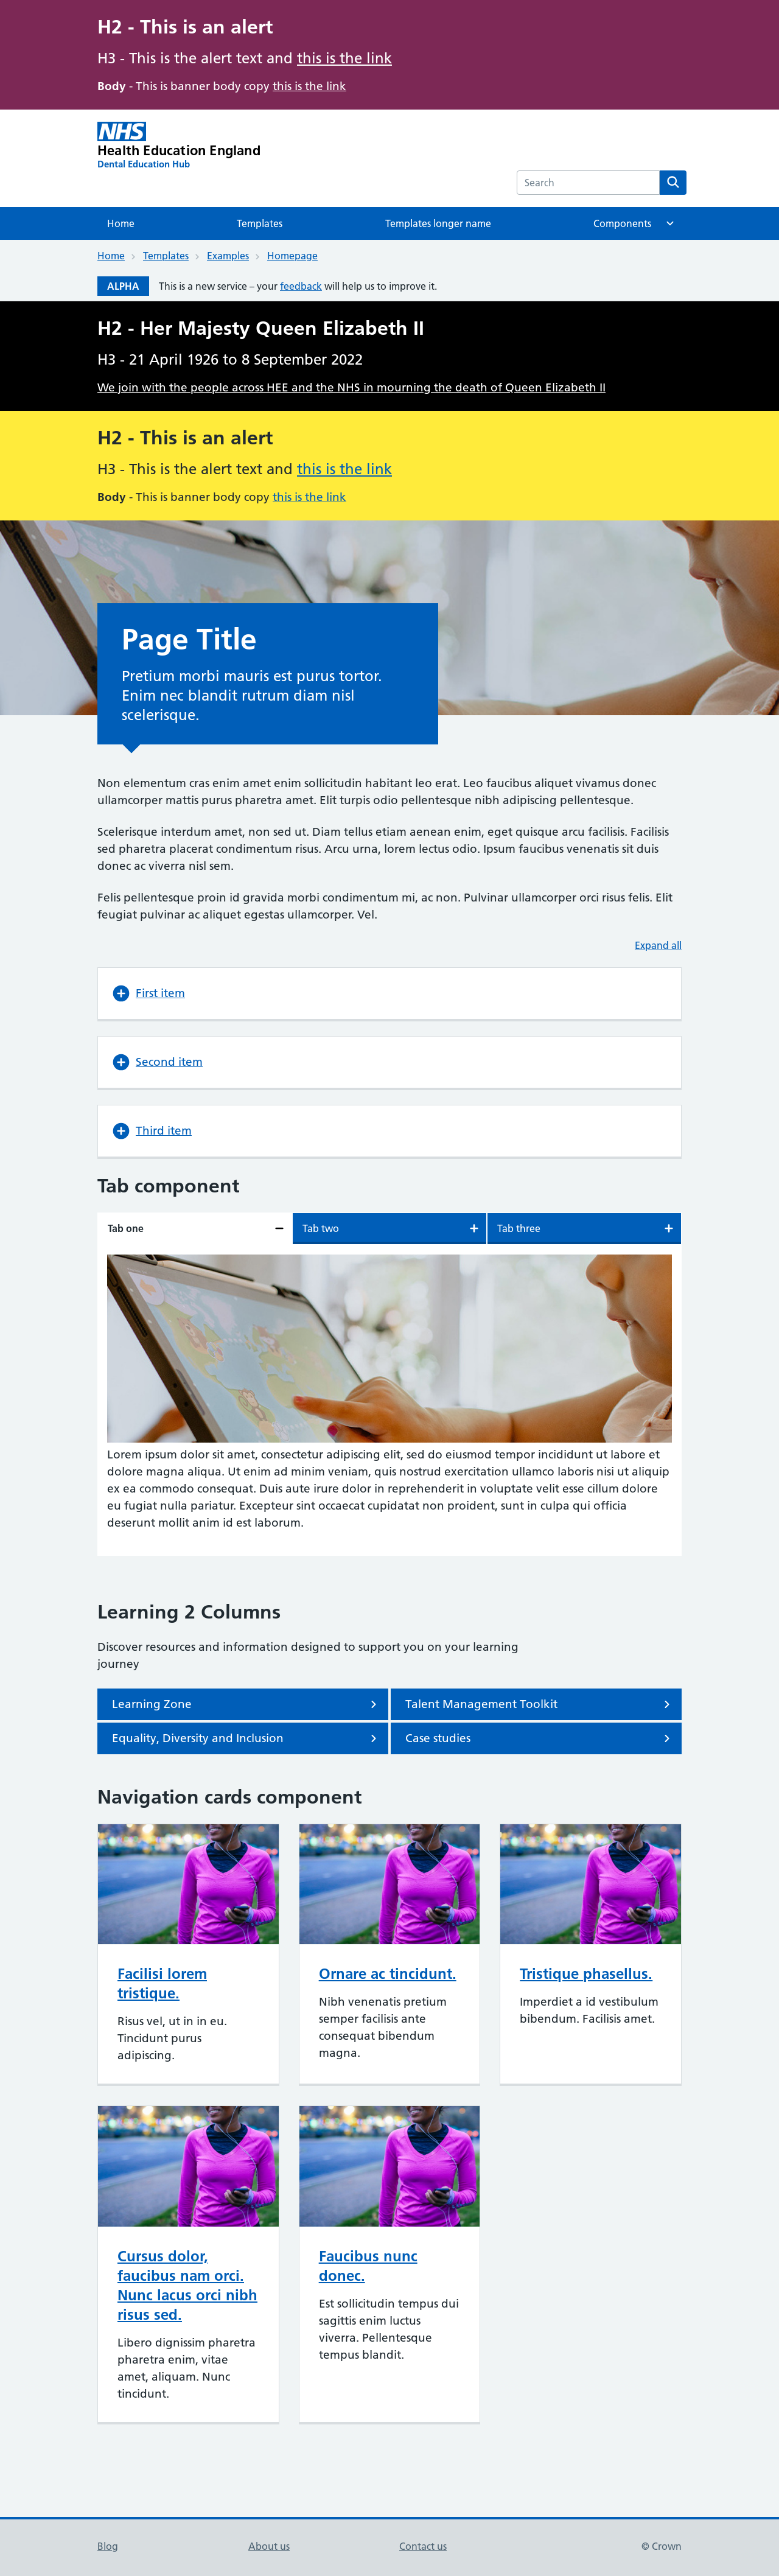 H2 - This is an alert
H3 - This is the alert text and this is the link
Body - This is banner body copy this is the link
NHS
Health Education England
Dental Education Hub
Search
Home Templates Templates longer name Components
Home Templates Examples Homepage
ALPHA This is a new service – your feedback will help us to improve it.
H2 - Her Majesty Queen Elizabeth II
H3 - 21 April 1926 to 8 September 2022
We join with the people across HEE and the NHS in mourning the death of Queen Elizabeth II
H2 - This is an alert
H3 - This is the alert text and this is the link
Body - This is banner body copy this is the link
Page Title
Pretium morbi mauris est purus tortor.
Enim nec blandit rutrum diam nisl
scelerisque.
Non elementum cras enim amet enim sollicitudin habitant leo erat. Leo faucibus aliquet vivamus donec
ullamcorper mattis purus pharetra amet. Elit turpis odio pellentesque nibh adipiscing pellentesque.
Scelerisque interdum amet, non sed ut. Diam tellus etiam aenean enim, eget quisque arcu facilisis. Facilisis
sed pharetra placerat condimentum risus. Arcu urna, lorem lectus odio. Ipsum faucibus venenatis sit duis
donec ac viverra nisl sem.
Felis pellentesque proin id gravida morbi condimentum mi, ac non. Pulvinar ullamcorper orci risus felis. Elit
feugiat pulvinar ac aliquet egestas ullamcorper. Vel.
Expand all
First item
Second item
Third item
Tab component
Tab one Tab two Tab three
Lorem ipsum dolor sit amet, consectetur adipiscing elit, sed do eiusmod tempor incididunt ut labore et
dolore magna aliqua. Ut enim ad minim veniam, quis nostrud exercitation ullamco laboris nisi ut aliquip
ex ea commodo consequat. Duis aute irure dolor in reprehenderit in voluptate velit esse cillum dolore
eu fugiat nulla pariatur. Excepteur sint occaecat cupidatat non proident, sunt in culpa qui officia
deserunt mollit anim id est laborum.
Learning 2 Columns
Discover resources and information designed to support you on your learning
journey
Learning Zone Talent Management Toolkit
Equality, Diversity and Inclusion Case studies
Navigation cards component
Facilisi lorem
tristique.
Risus vel, ut in in eu.
Tincidunt purus
adipiscing.
Ornare ac tincidunt.
Nibh venenatis pretium
semper facilisis ante
consequat bibendum
magna.
Tristique phasellus.
Imperdiet a id vestibulum
bibendum. Facilisis amet.
Cursus dolor,
faucibus nam orci.
Nunc lacus orci nibh
risus sed.
Libero dignissim pharetra
pharetra enim, vitae
amet, aliquam. Nunc
tincidunt.
Faucibus nunc
donec.
Est sollicitudin tempus dui
sagittis enim luctus
viverra. Pellentesque
tempus blandit.
Blog About us Contact us © Crown